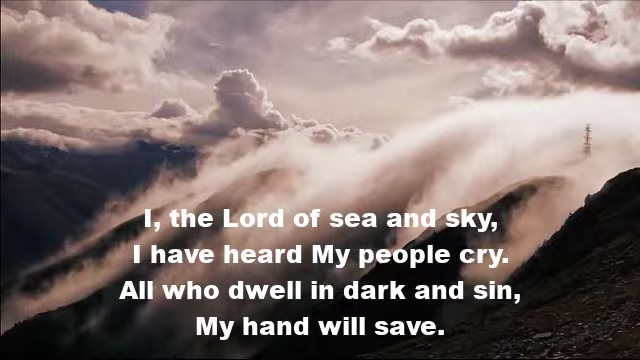 I, the Lord of sea and sky,
I have heard My people cry.
All who dwell in dark and sin,
My hand will save.